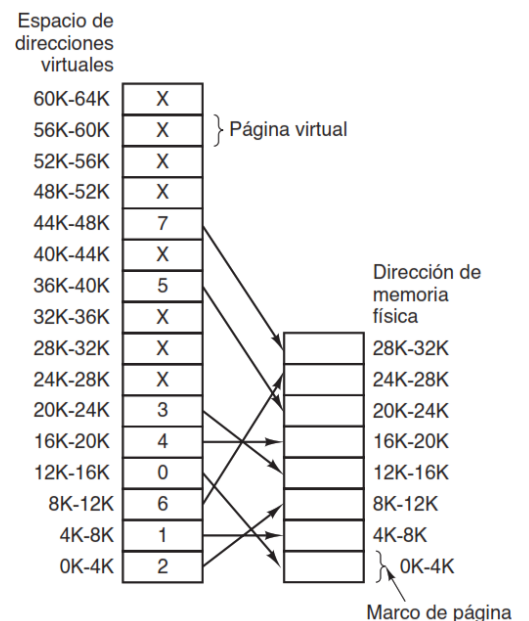 Espacio de
direcciones
virtuales
60K-64K X
56K-60K X Página virtual
52K-56K X
48K-52K X
44K-48K 7
40K-44K X
36K-40K 5
32K-36K X
28K-32K X
24K-28K X
20K-24K 3
16K-20K 4
12K-16K 0
8K-12K 6
4K-8K 1
0K-4K 2
Dirección de
memoria
física
28K-32K
24K-28K
20K-24K
16K-20K
12K-16K
8K-12K
4K-8K
0K-4K
Marco de página